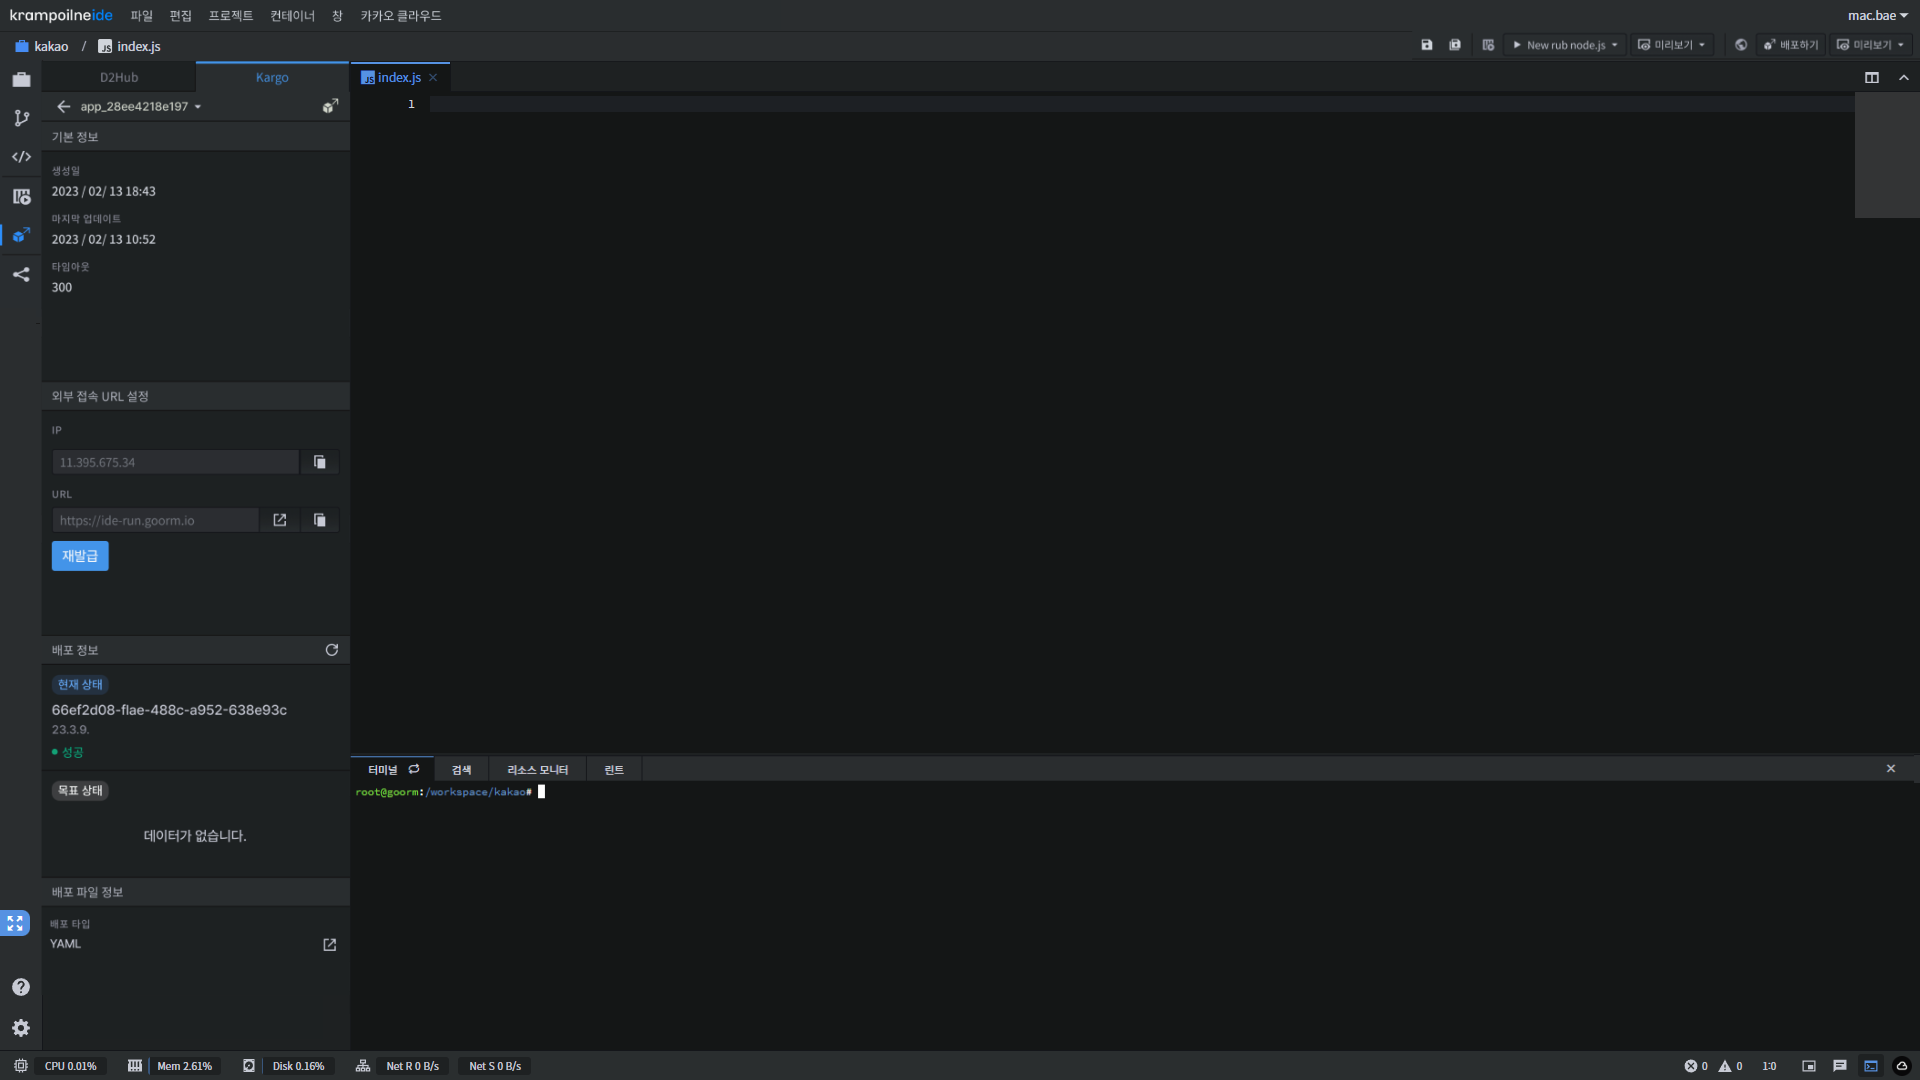 krampoilneide 파일 편집 프로젝트 컨테이너 창 카카오 클라우드 mac.bae
kakao / index.js
New rub node.js 미리보기 배포하기 미리보기
D2Hub Kargo
index.js
app_28ee4218e197
1
기본 정보
생성일
2023 / 02/ 13 18:43
마지막 업데이트
2023 / 02/ 13 10:52
타임아웃
300
외부 접속 URL 설정
IP
11.395.675.34
URL
https://ide-run.goorm.io
재발급
배포 정보
현재 상태
66ef2d08-flae-488c-a952-638e93c
23.3.9.
성공
목표 상태
데이터가 없습니다.
배포 파일 정보
배포 타입
YAML
터미널 검색 리소스 모니터 린트
root@goorm:/workspace/kakao#
CPU 0.01% Mem 2.61% Disk 0.16% Net R 0 B/s Net S 0 B/s 0 0 1:0